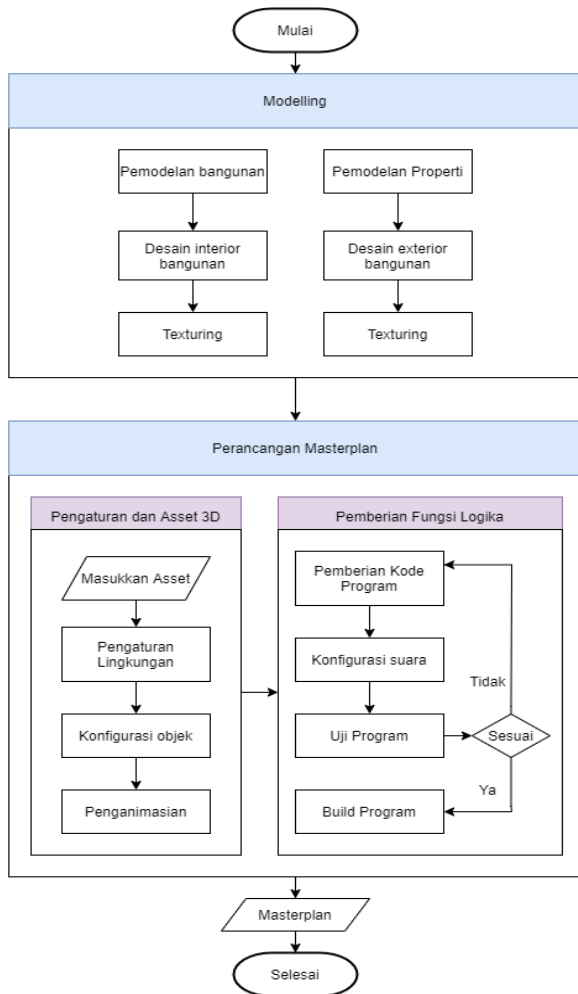 Mulai
Modelling
Pemodelan bangunan
Desain interior
bangunan
Texturing
Pemodelan Properti
Desain exterior
bangunan
Texturing
Perancangan Masterplan
Pengaturan dan Asset 3D
Masukkan Asset
Pengaturan
Lingkungan
Konfigurasi objek
Penganimasian
Pemberian Fungsi Logika
Pemberian Kode
Program
Konfigurasi suara
Uji Program
Sesuai
Tidak
Ya
Build Program
Masterplan
Selesai